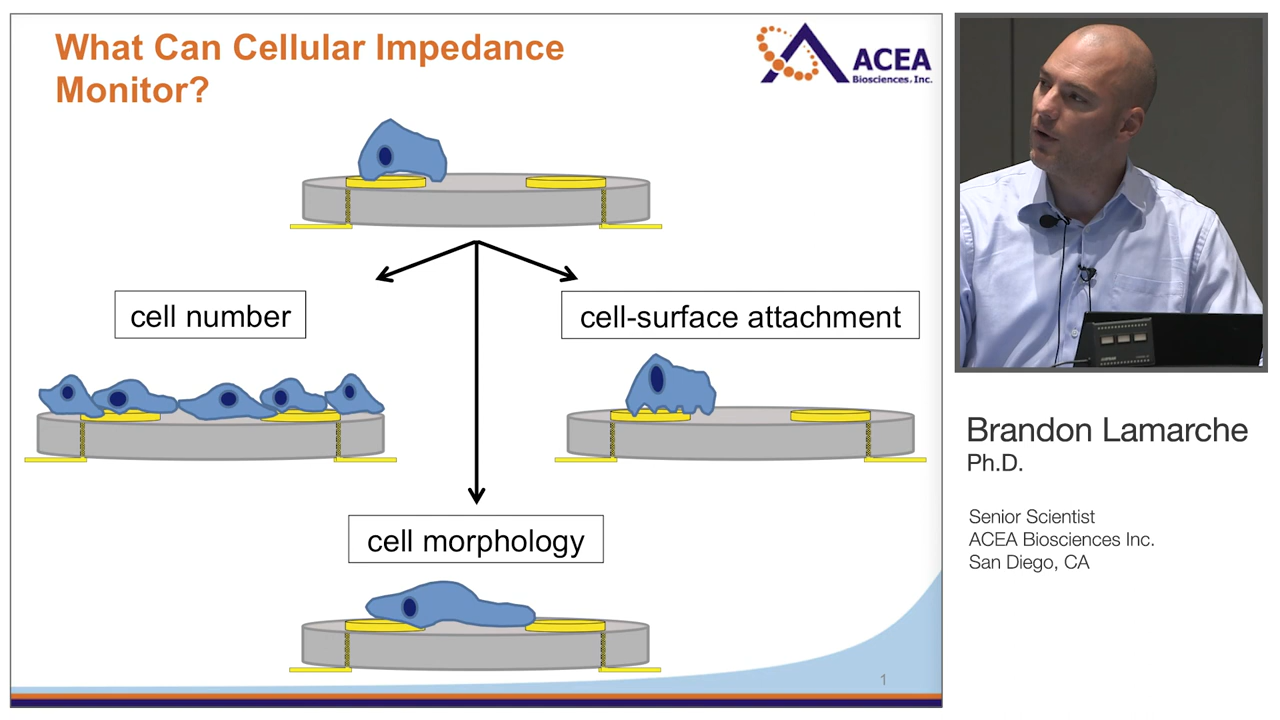 What Can Cellular Impedance
Monitor?
ACEA
Biosciences, Inc.
cell number
cell-surface attachment
cell morphology
1
Brandon Lamarche
Ph.D.
Senior Scientist
ACEA Biosciences Inc.
San Diego, CA